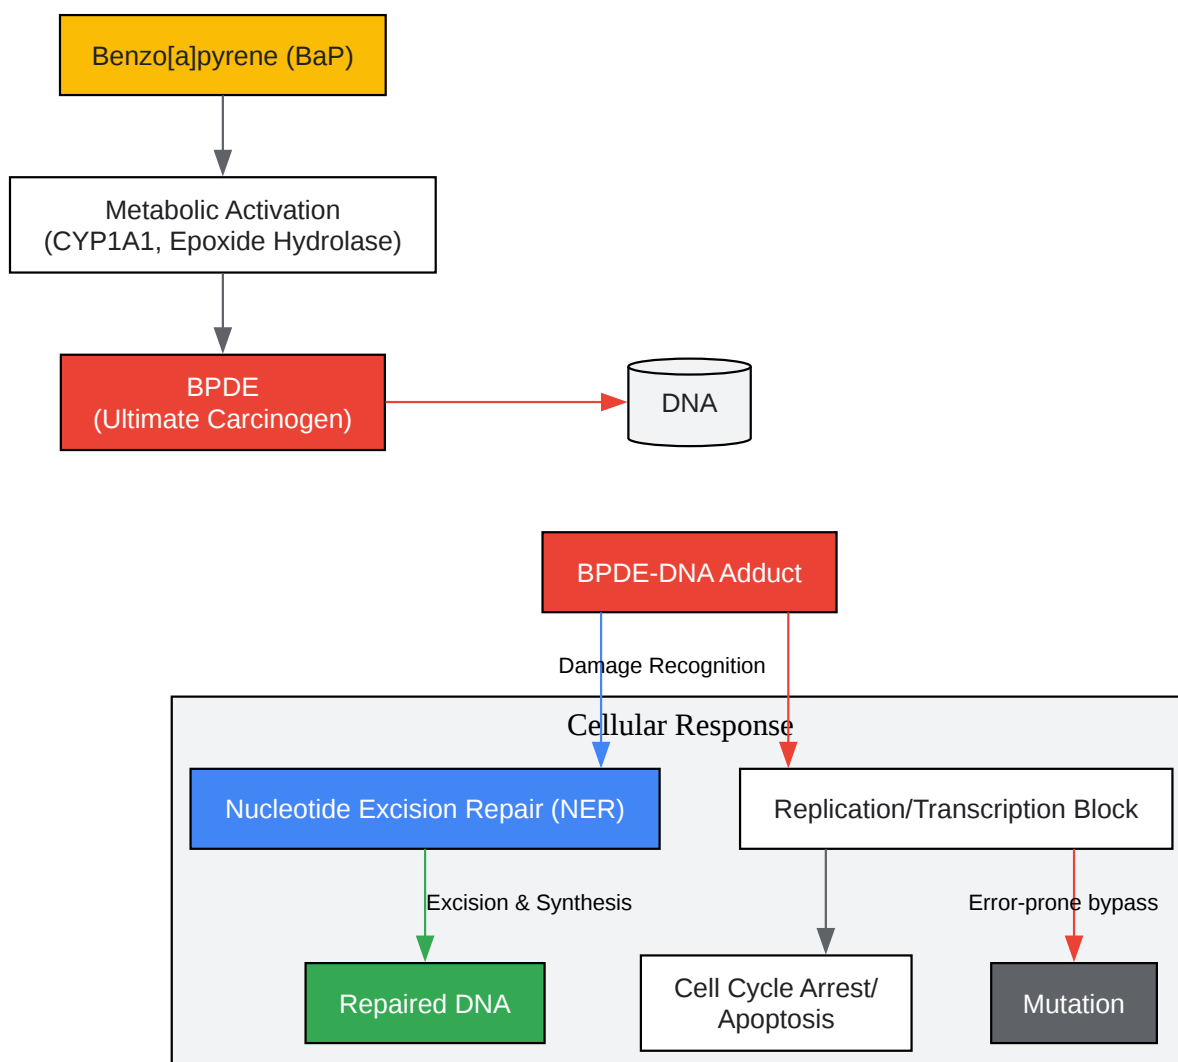 Benzo[a]pyrene (BaP)
Metabolic Activation
(CYP1A1, Epoxide Hydrolase)
BPDE
(Ultimate Carcinogen)
DNA
BPDE-DNA Adduct
Damage Recognition
Cellular Response
Nucleotide Excision Repair (NER)
Replication/Transcription Block
Excision & Synthesis
Error-prone bypass
Repaired DNA
Cell Cycle Arrest/
Apoptosis
Mutation